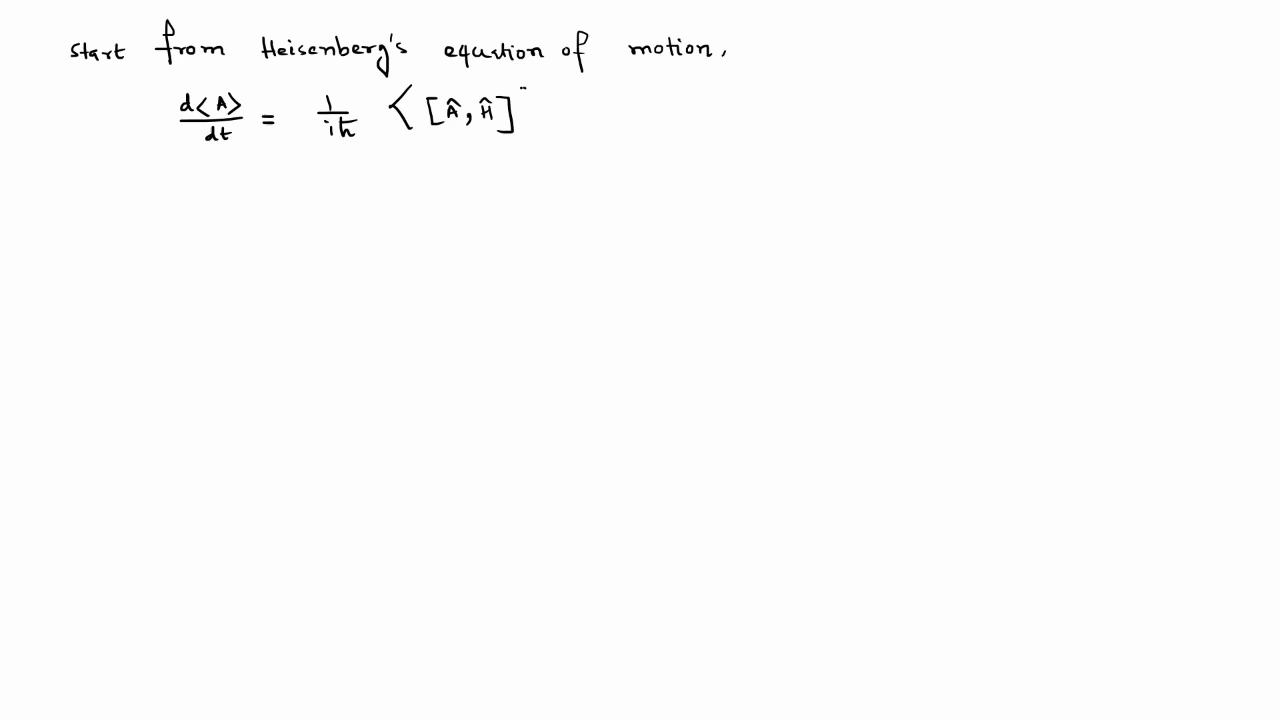 Start from Heisenberg's equation of motion,
d<A>/dt = 1/iħ < [Â, Ĥ]